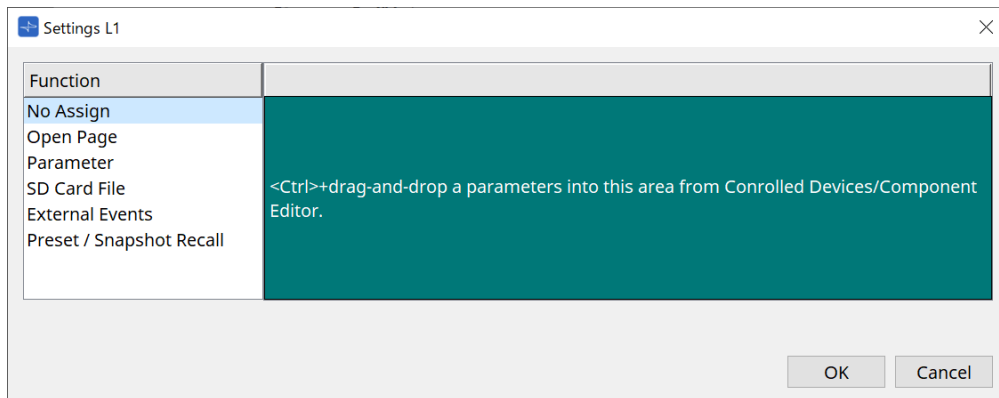 Settings L1
Function
No Assign
Open Page
Parameter
SD Card File
External Events
Preset / Snapshot Recall
<Ctrl>+drag-and-drop a parameters into this area from Conrolled Devices/Component
Editor.
OK
Cancel